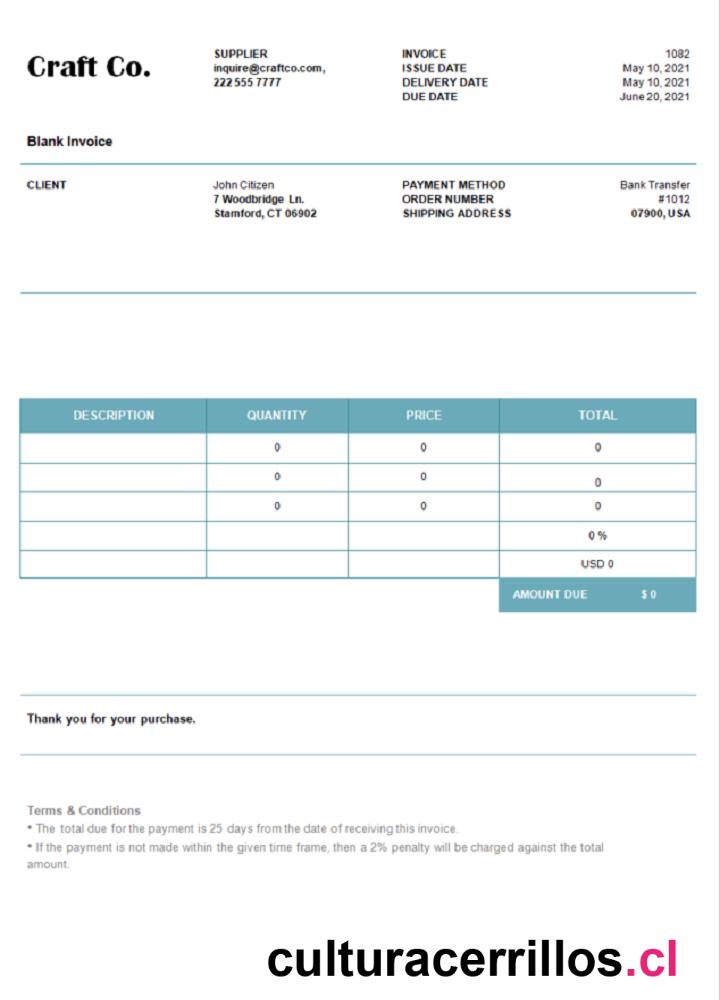 Craft Co.
SUPPLIER
inquire@craftco.com,
222 555 7777
INVOICE 1082
ISSUE DATE May 10, 2021
DELIVERY DATE May 10, 2021
DUE DATE June 20, 2021
Blank Invoice
CLIENT
John Citizen
7 Woodbridge Ln.
Stamford, CT 06902
PAYMENT METHOD Bank Transfer
ORDER NUMBER #1012
SHIPPING ADDRESS 07900, USA
DESCRIPTION QUANTITY PRICE TOTAL
0 0 0
0 0 0
0 0 0
0 %
USD 0
AMOUNT DUE $ 0
Thank you for your purchase.
Terms & Conditions
* The total due for the payment is 25 days from the date of receiving this invoice.
* If the payment is not made within the given time frame, then a 2% penalty will be charged against the total
amount.
culturacerrillos.cl